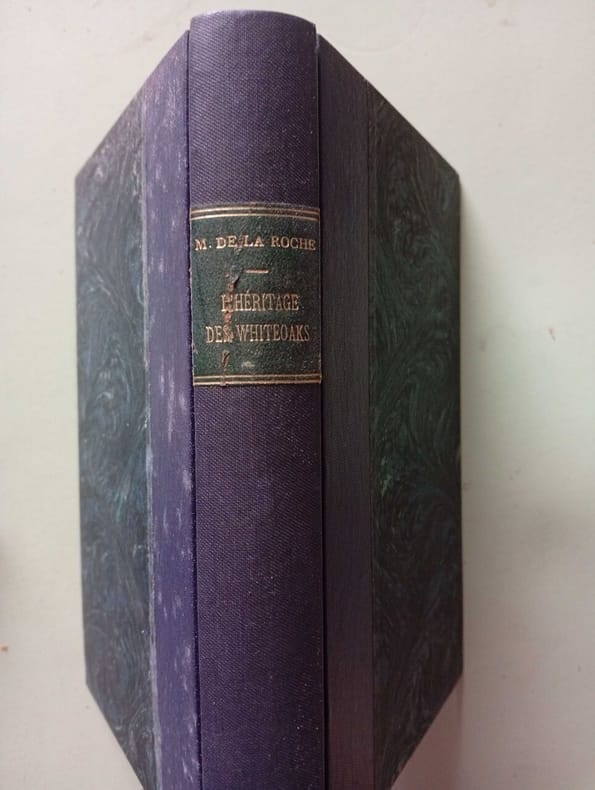 M. DE LA ROCHE
L'HÉRITAGE
DES WHITEOAKS